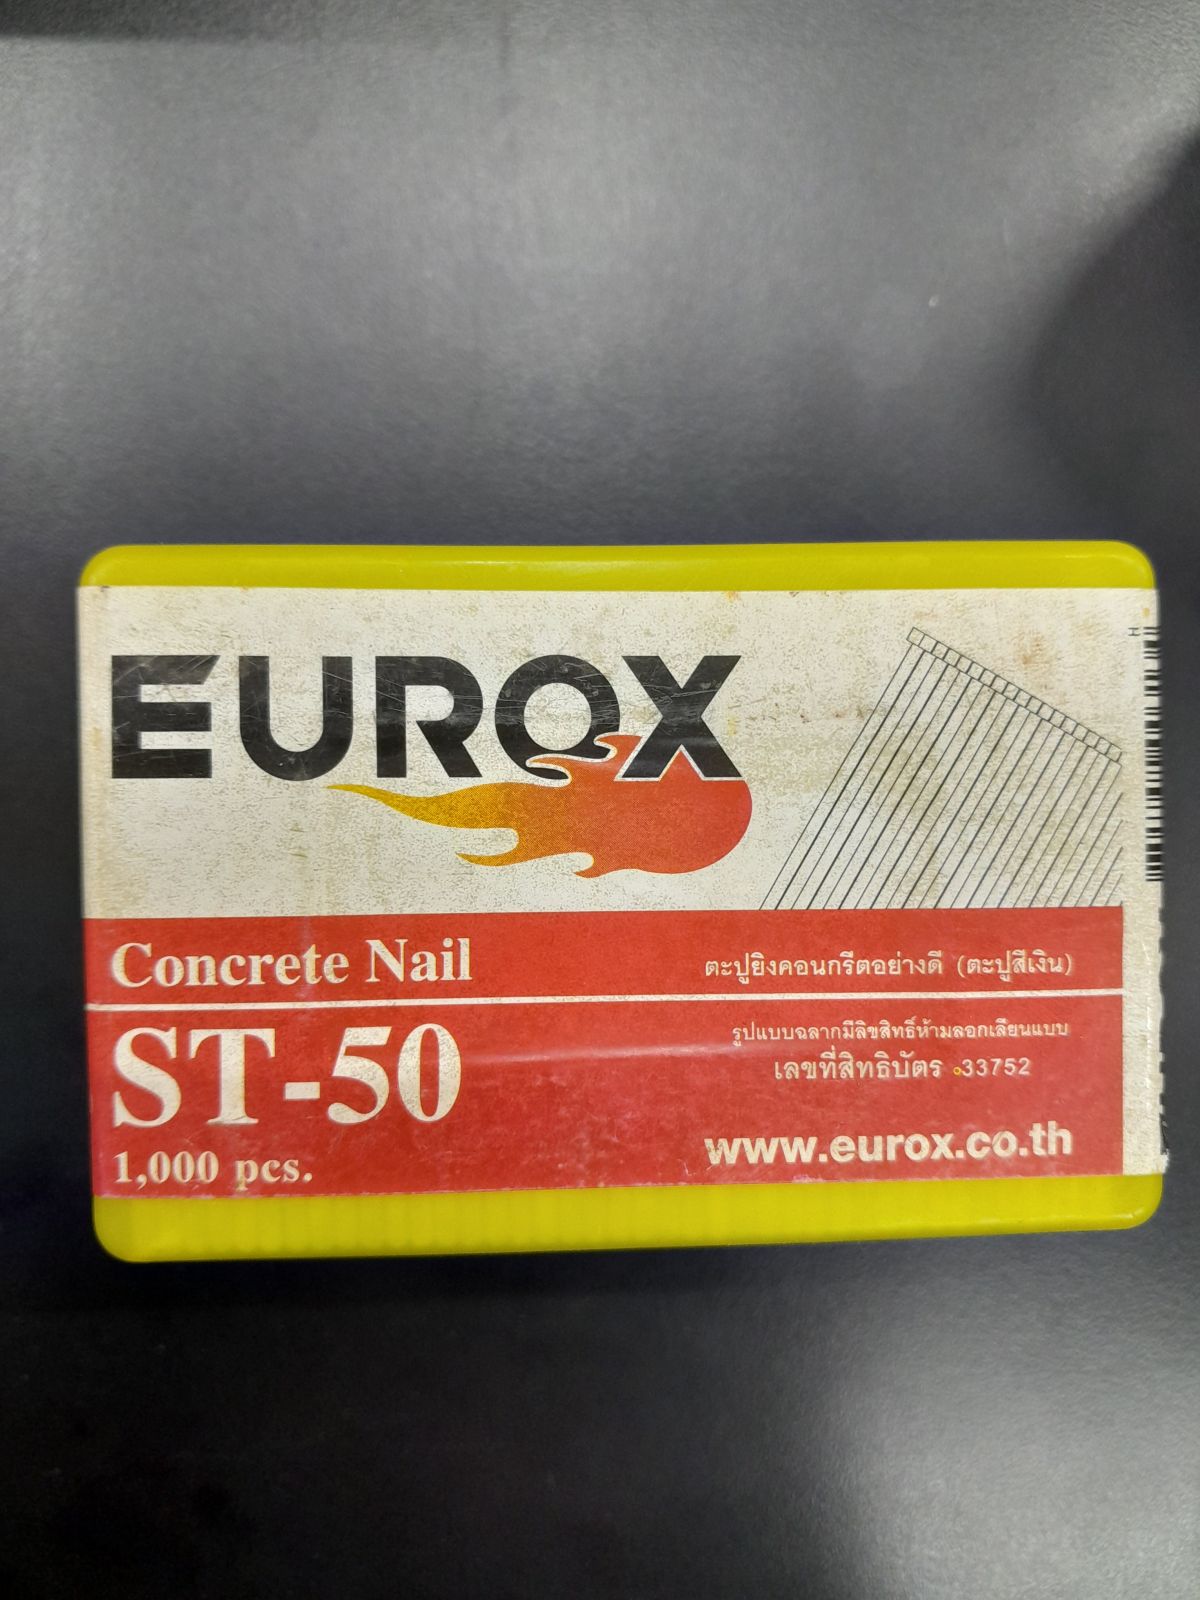 EUROX
Concrete Nail
ตะปูยิงคอนกรีตอย่างดี (ตะปูสีเงิน)
ST-50
รูปแบบฉลากมีลิขสิทธิ์ห้ามลอกเลียนแบบ
เลขที่สิทธิบัตร 33752
1,000 pcs.
www.eurox.co.th